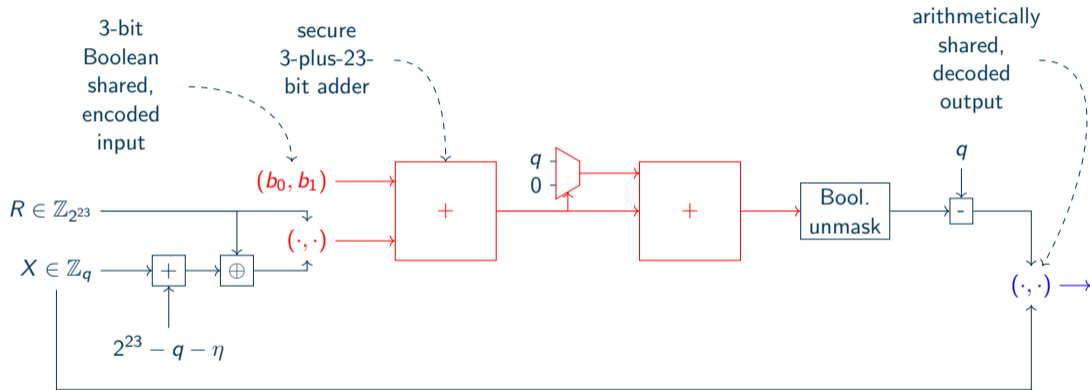 3-bit
Boolean
shared,
encoded
input
secure
3-plus-23-
bit adder
arithmetically
shared,
decoded
output
(b₀, b₁)
q
0
q
R ∈ ℤ₂²³
(·, ·)
+
+
Bool.
unmask
-
X ∈ ℤ_q
+
⊕
(·, ·)
2²³ − q − η